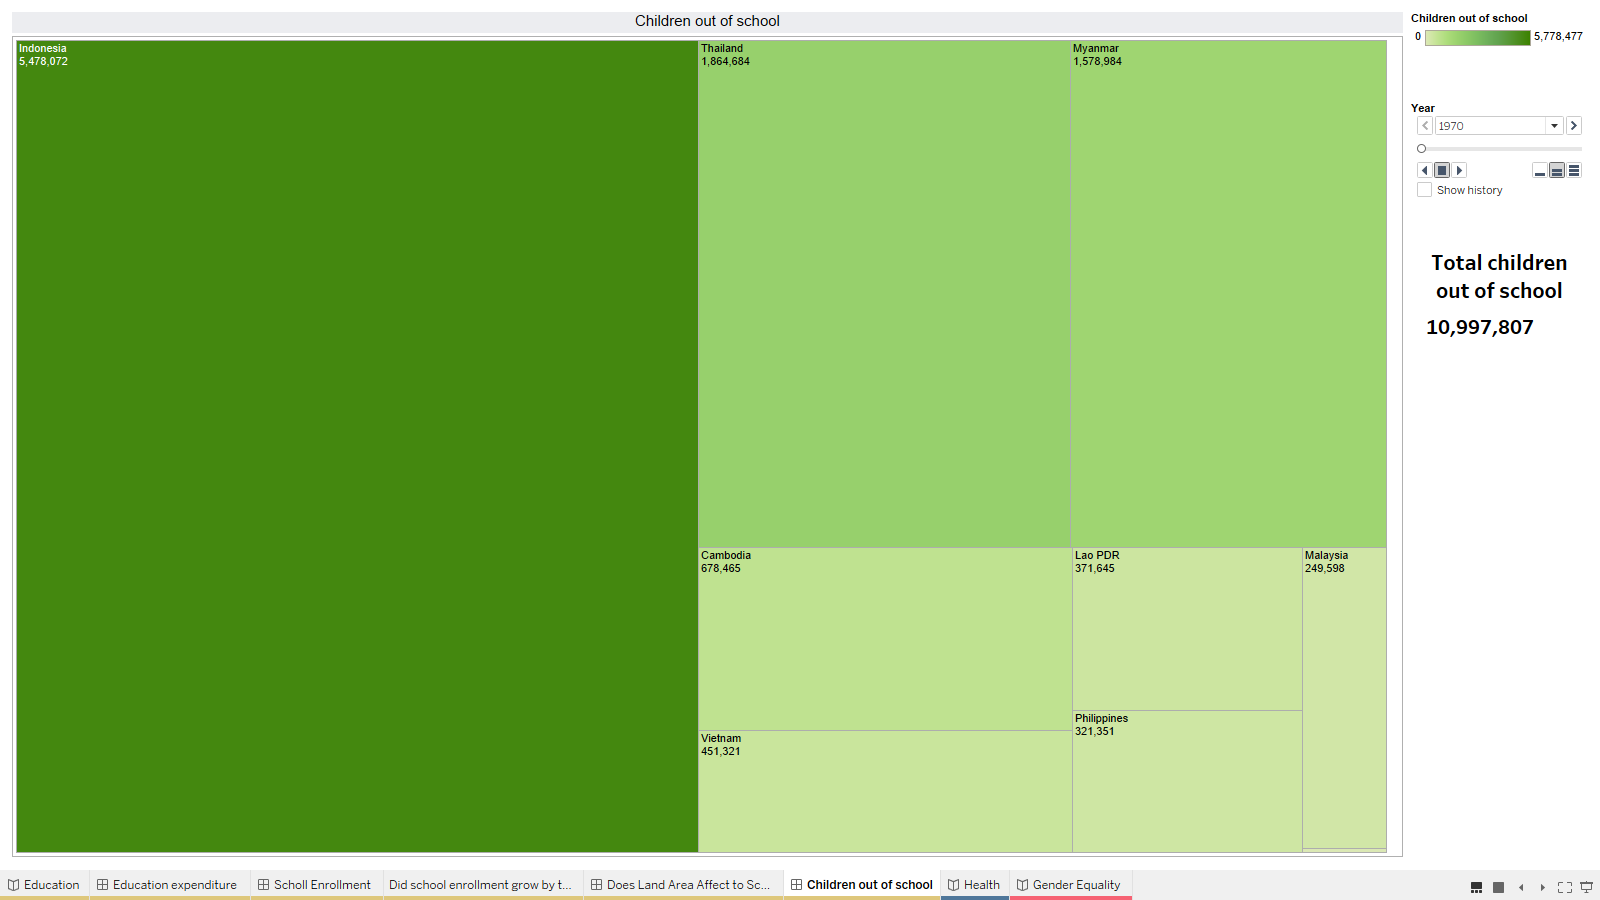 Children out of school
Indonesia
5,478,072
Thailand
1,864,684
Myanmar
1,578,984
Cambodia
678,465
Lao PDR
371,645
Malaysia
249,598
Vietnam
451,321
Philippines
321,351
Children out of school
0 5,778,477
Year
1970
Show history
Total children
out of school
10,997,807
Education
Education expenditure
Scholl Enrollment
Did school enrollment grow by t...
Does Land Area Affect to Sc...
Children out of school
Health
Gender Equality